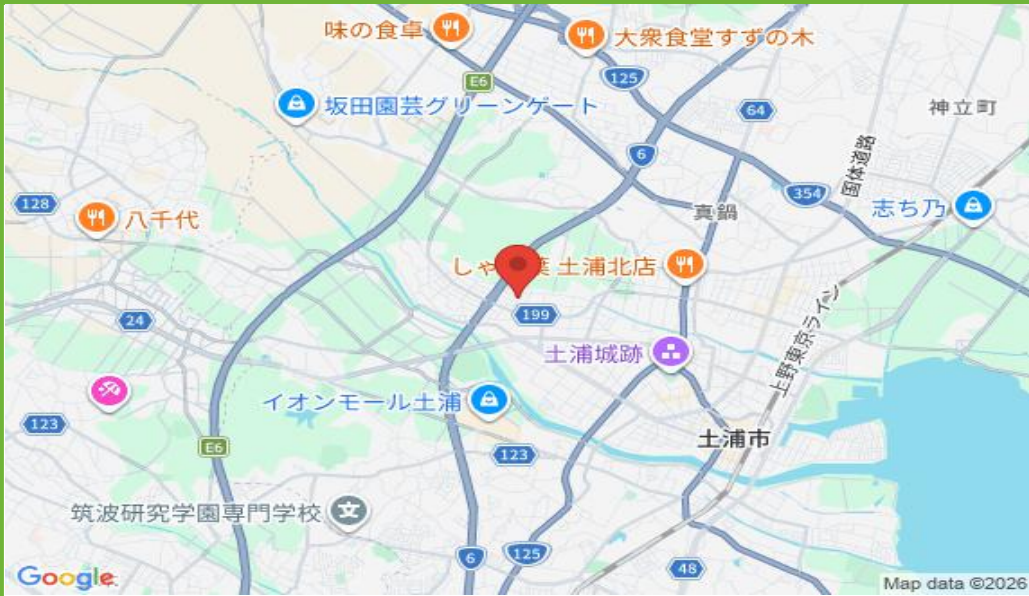 味の食卓
大衆食堂すずの木
E6
125
坂田園芸グリーンゲート
64
神立町
6
国体道路
128
354
八千代
真鍋
志ち乃
しゃ
葉 土浦北店
199
24
上野東京ライン
土浦城跡
イオンモール土浦
123
土浦市
E6
123
筑波研究学園専門学校
6
125
48
Google
Map data ©2026